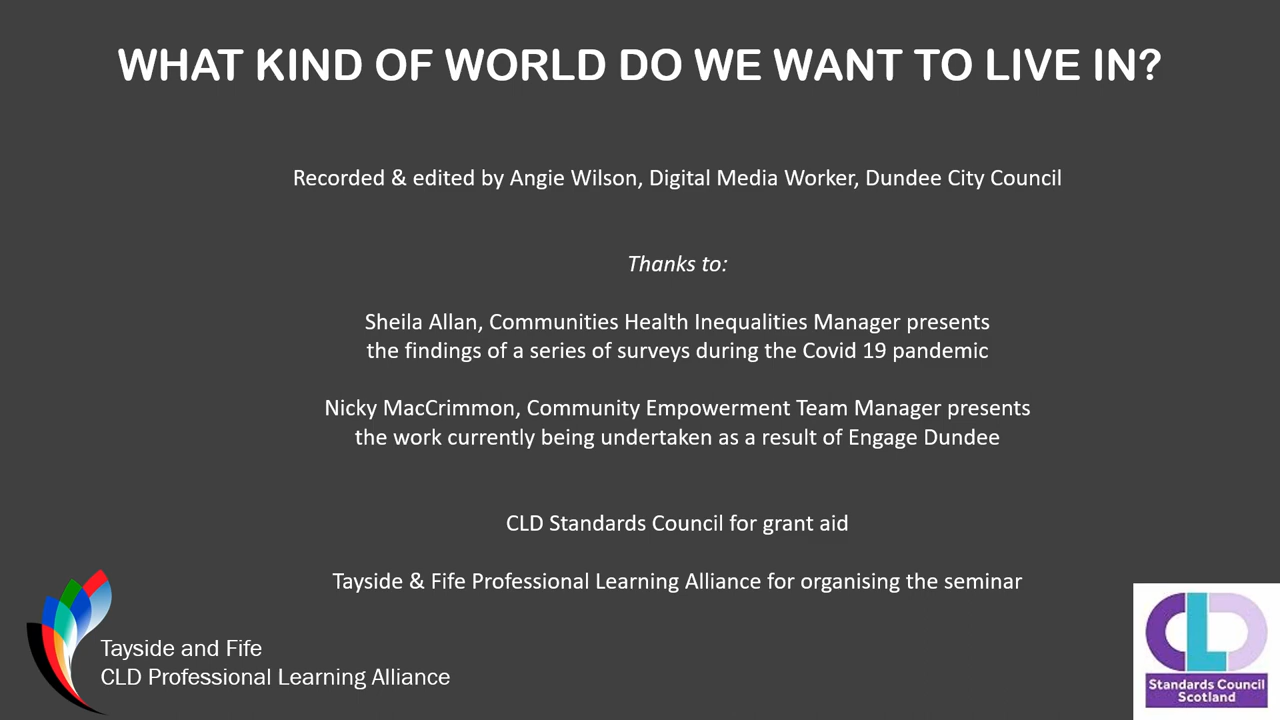 WHAT KIND OF WORLD DO WE WANT TO LIVE IN?
Recorded & edited by Angie Wilson, Digital Media Worker, Dundee City Council
Thanks to:
Sheila Allan, Communities Health Inequalities Manager presents
the findings of a series of surveys during the Covid 19 pandemic
Nicky MacCrimmon, Community Empowerment Team Manager presents
the work currently being undertaken as a result of Engage Dundee
CLD Standards Council for grant aid
Tayside & Fife Professional Learning Alliance for organising the seminar
Tayside and Fife
CLD Professional Learning Alliance
CLD
Standards Council
Scotland